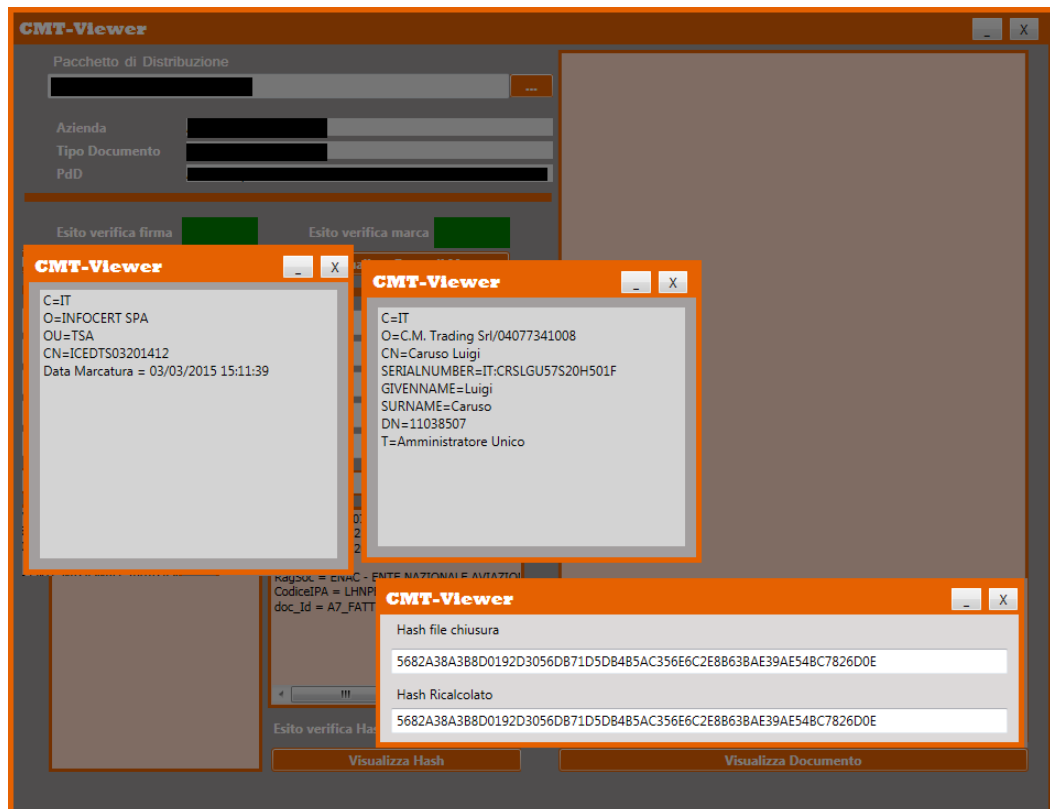 CMT-Viewer
_ X
Pacchetto di Distribuzione
...
Azienda
Tipo Documento
PdD
Esito verifica firma
Esito verifica marca
CMT-Viewer
_ X
C=IT
O=INFOCERT SPA
OU=TSA
CN=ICEDTS03201412
Data Marcatura = 03/03/2015 15:11:39
CMT-Viewer
_ X
C=IT
O=C.M. Trading Srl/04077341008
CN=Caruso Luigi
SERIALNUMBER=IT:CRSLGU57S20H501F
GIVENNAME=Luigi
SURNAME=Caruso
DN=11038507
T=Amministratore Unico
RagSoc = ENAC - ENTE NAZIONALE AVIAZIO
CodiceIPA =
doc_Id = A7_FATT
CMT-Viewer
_ X
Hash file chiusura
5682A38A3B8D0192D3056DB71D5DB4B5AC356E6C2E8B63BAE39AE54BC7826D0E
Hash Ricalcolato
5682A38A3B8D0192D3056DB71D5DB4B5AC356E6C2E8B63BAE39AE54BC7826D0E
Esito verifica Has
Visualizza Hash
Visualizza Documento